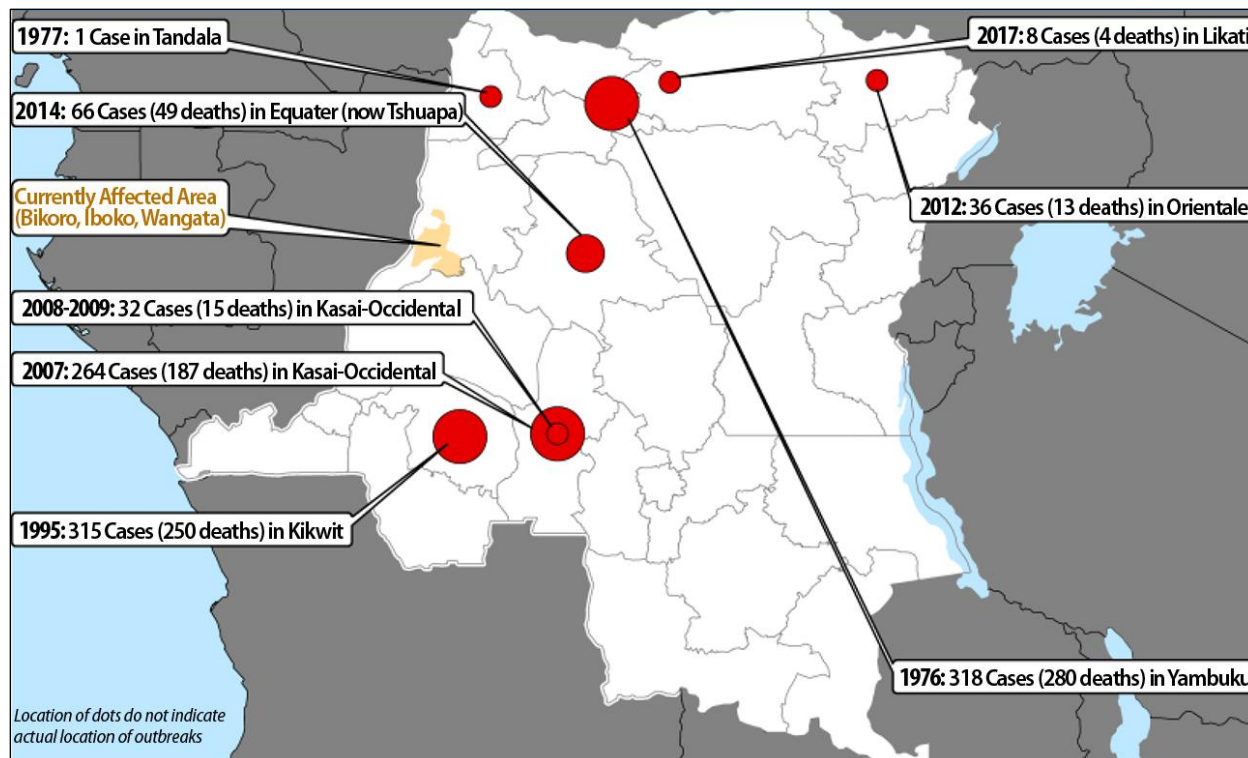 1977: 1 Case in Tandala
2017: 8 Cases (4 deaths) in Likati
2014: 66 Cases (49 deaths) in Equater (now Tshuapa)
Currently Affected Area
(Bikoro, Iboko, Wangata)
2012: 36 Cases (13 deaths) in Orientale
2008-2009: 32 Cases (15 deaths) in Kasai-Occidental
2007: 264 Cases (187 deaths) in Kasai-Occidental
1995: 315 Cases (250 deaths) in Kikwit
1976: 318 Cases (280 deaths) in Yambuku
Location of dots do not indicate
actual location of outbreaks